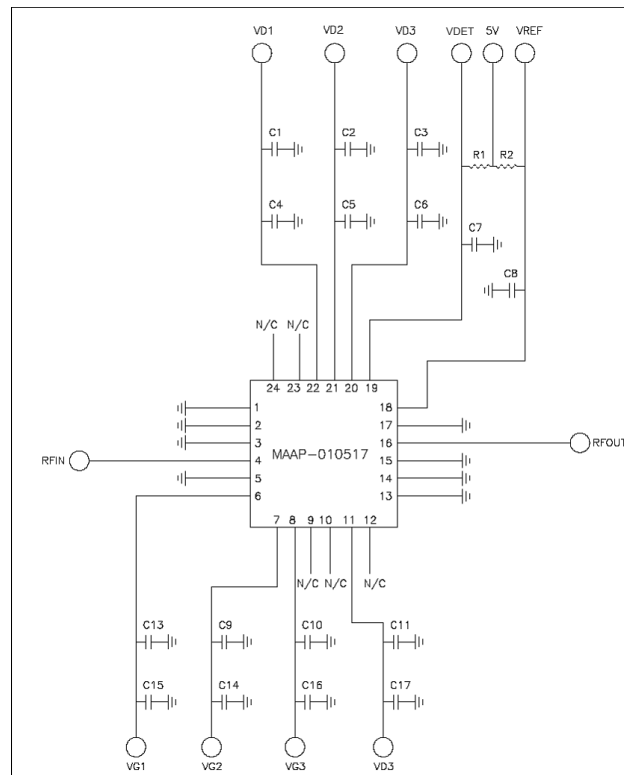 VD1 VD2 VD3 VDET 5V VREF
C1 C2 C3 R1 R2
C4 C5 C6
C7
C8
N/C N/C
24 23 22 21 20 19
1 18
2 17
3 16
RFOUT
MAAP-010517
RFIN
4 15
5 14
6 13
7 8 9 10 11 12
N/C N/C N/C
C13 C9 C10 C11
C15 C14 C16 C17
VG1 VG2 VG3 VD3